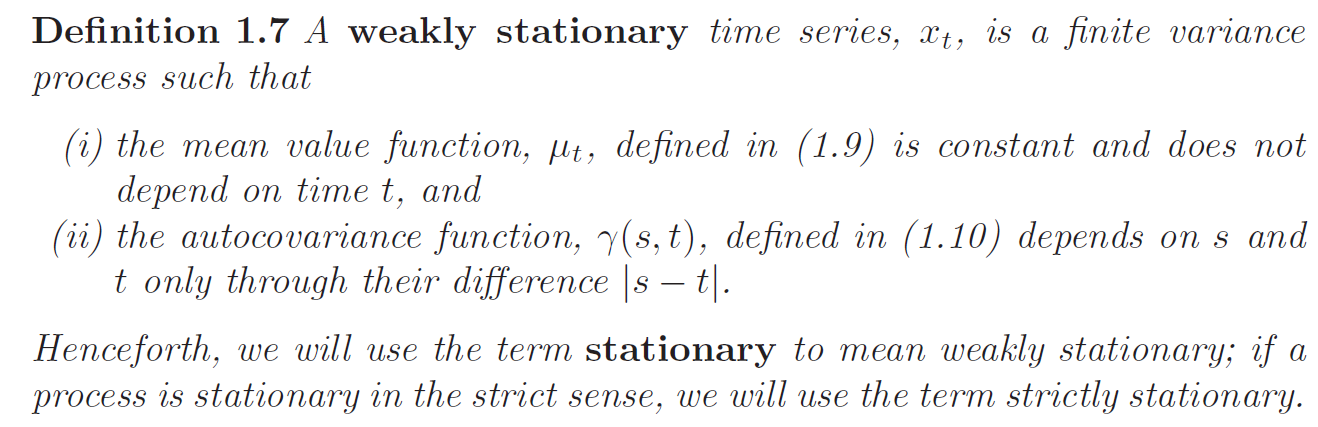 Definition 1.7 A weakly stationary time series, xₜ, is a finite variance
process such that
(i) the mean value function, μₜ, defined in (1.9) is constant and does not
depend on time t, and
(ii) the autocovariance function, γ(s, t), defined in (1.10) depends on s and
t only through their difference |s − t|.
Henceforth, we will use the term stationary to mean weakly stationary; if a
process is stationary in the strict sense, we will use the term strictly stationary.